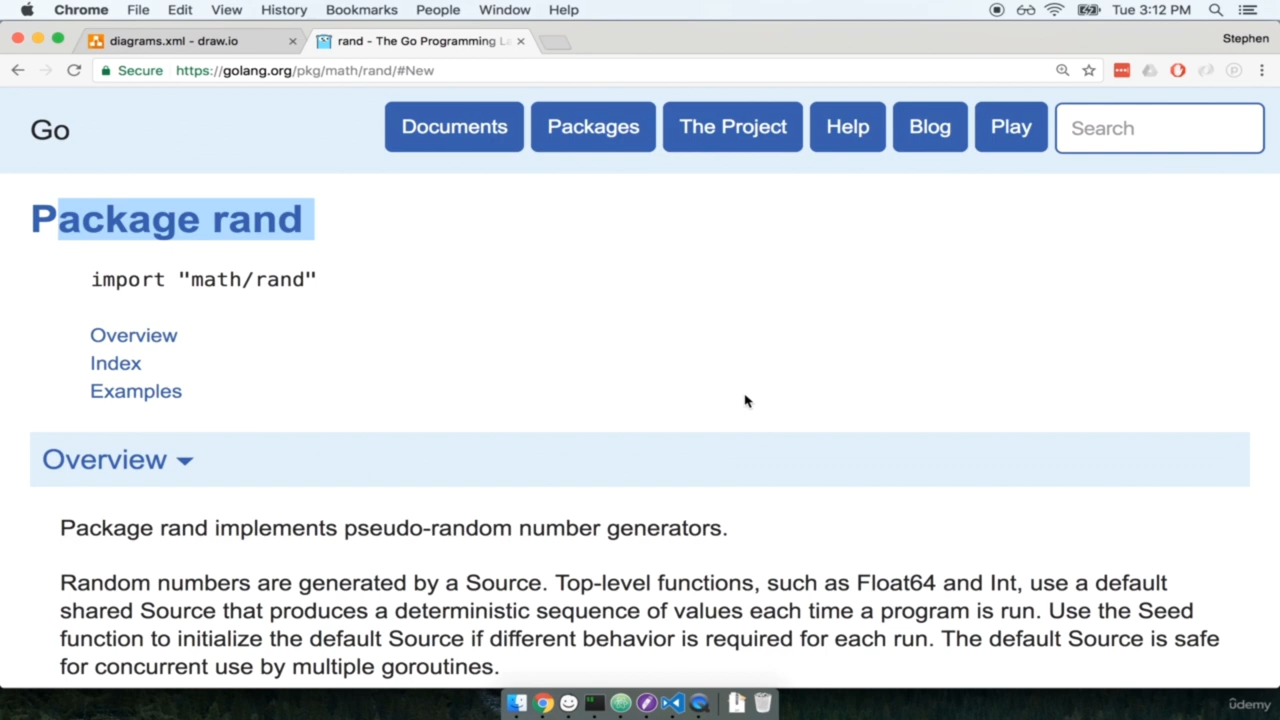 Chrome File Edit View History Bookmarks People Window Help Tue 3:12 PM
diagrams.xml - draw.io rand - The Go Programming La Stephen
Secure https://golang.org/pkg/math/rand/#New
Go Documents Packages The Project Help Blog Play Search
Package rand
import "math/rand"
Overview
Index
Examples
Overview
Package rand implements pseudo-random number generators.
Random numbers are generated by a Source. Top-level functions, such as Float64 and Int, use a default
shared Source that produces a deterministic sequence of values each time a program is run. Use the Seed
function to initialize the default Source if different behavior is required for each run. The default Source is safe
for concurrent use by multiple goroutines.
udemy